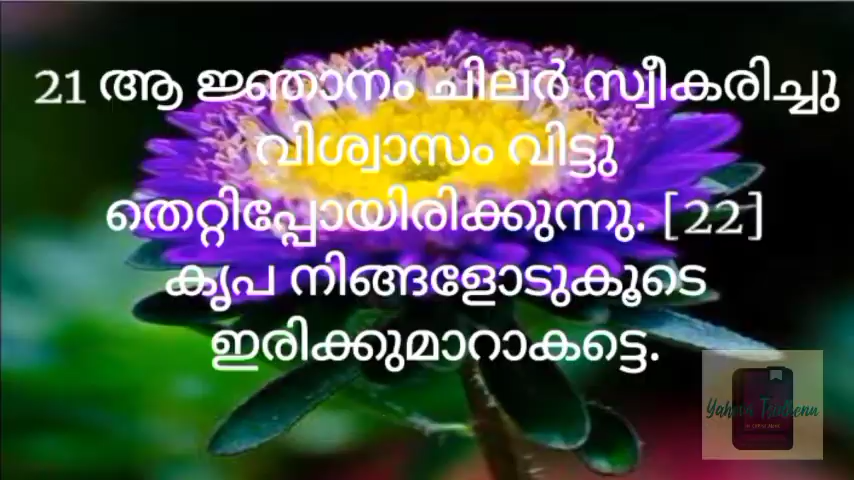 21 ആ ജ്ഞാനം ചിലർ സ്വീകരിച്ചു
വിശ്വാസം വിട്ടു
തെറ്റിപ്പോയിരിക്കുന്നു. [22]
കൃപ നിങ്ങളോടുകൂടെ
ഇരിക്കുമാറാകട്ടെ.